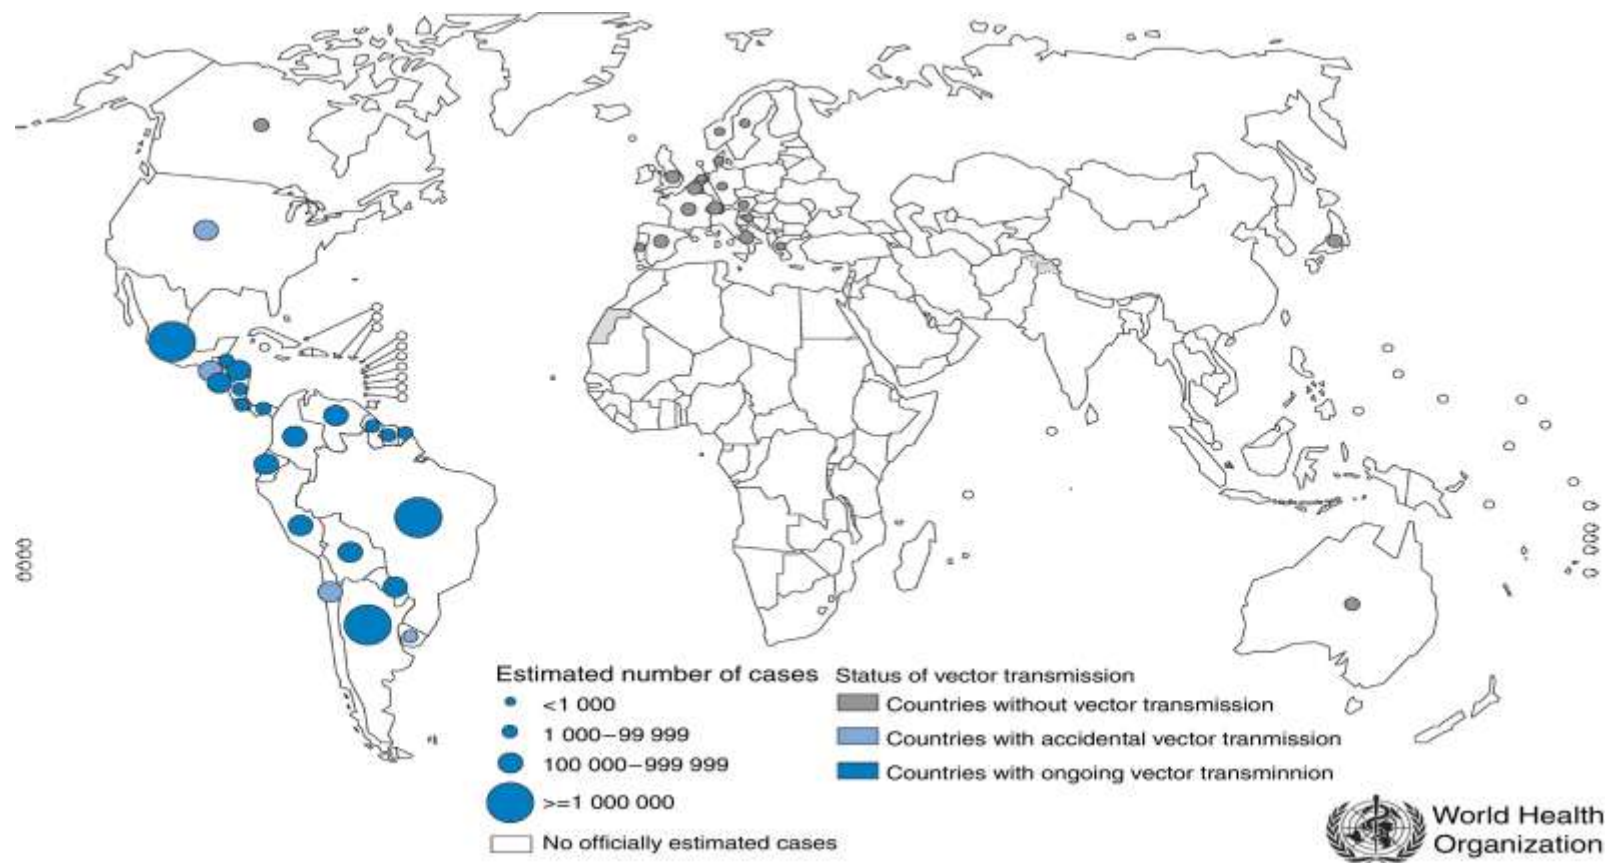 Estimated number of cases
<1 000
1 000–99 999
100 000–999 999
>=1 000 000
No officially estimated cases
Status of vector transmission
Countries without vector transmission
Countries with accidental vector tranmission
Countries with ongoing vector transminnion
World Health
Organization